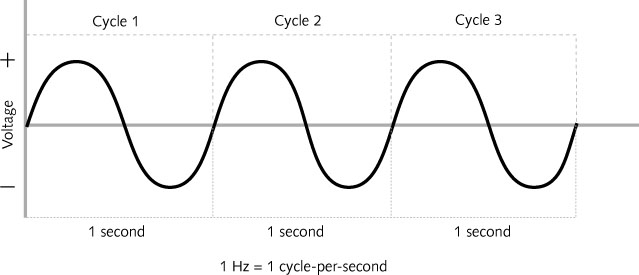 Cycle 1 Cycle 2 Cycle 3
+
Voltage
–
1 second 1 second 1 second
1 Hz = 1 cycle-per-second